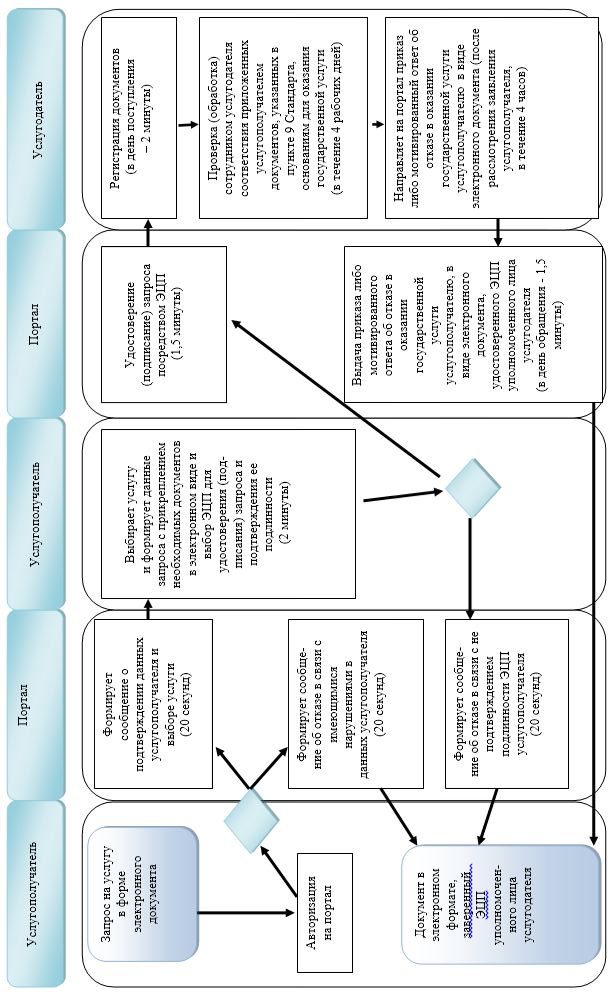 Услугополучатель
Портал
Услугополучатель
Портал
Услугодатель
Запрос на услугу
в форме
электронного
документа
Авторизация
на портал
Документ в
электронном
формате,
заверенный
ЭЦП
уполномочен-
ного лица
услугодателя
Формирует
сообщение о
подтверждении данных
услугополучателя и
выборе услуги
(20 секунд)
Формирует сообще-
ние об отказе в связи с
имеющимися
нарушениями в
данных услугополучателя
(20 секунд)
Формирует сообще-
ние об отказе в связи с не
подтверждением
подлинности ЭЦП
услугополучателя
(20 секунд)
Выбирает услугу
и формирует данные
запроса с прикреплением
необходимых документов
в электронном виде и
выбор ЭЦП для
удостоверения (под-
писания) запроса и
подтверждения ее
подлинности
(2 минуты)
Удостоверение
(подписание) запроса
посредством ЭЦП
(1,5 минуты)
Выдача приказа либо
мотивированного
ответа об отказе в
оказании
государственной
услуги
услугополучателю, в
виде электронного
документа,
удостоверенного ЭЦП
уполномоченного лица
услугодателя
(в день обращения - 1,5
минуты)
Регистрация документов
(в день поступления
– 2 минуты)
Проверка (обработка)
сотрудником услугодателя
соответствия приложенных
услугополучателем
документов, указанных в
пункте 9 Стандарта,
основаниям для оказания
государственной услуги
(в течение 4 рабочих дней)
Направляет на портал приказ
либо мотивированный ответ об
отказе в оказании
государственной услуги
услугополучателю в виде
электронного документа (после
рассмотрения заявления
услугополучателя,
в течение 4 часов)